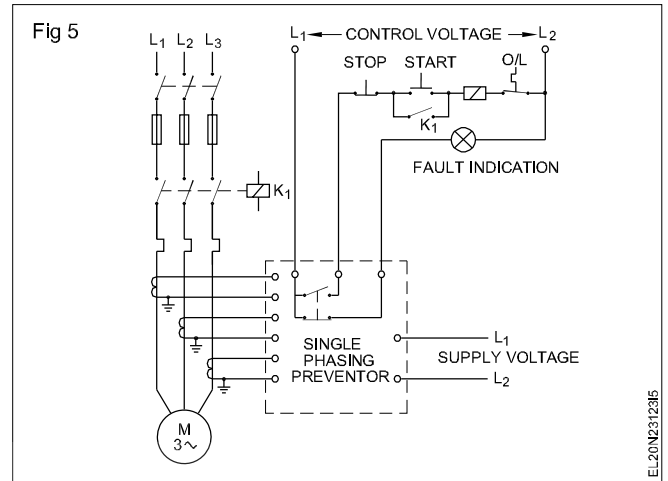 Fig 5
L1 L2 L3
L1 CONTROL VOLTAGE L2
STOP START O/L
K1
FAULT INDICATION
K1
SINGLE
PHASING
PREVENTOR
L1
SUPPLY VOLTAGE
L2
M
3~
EL20N23123I5